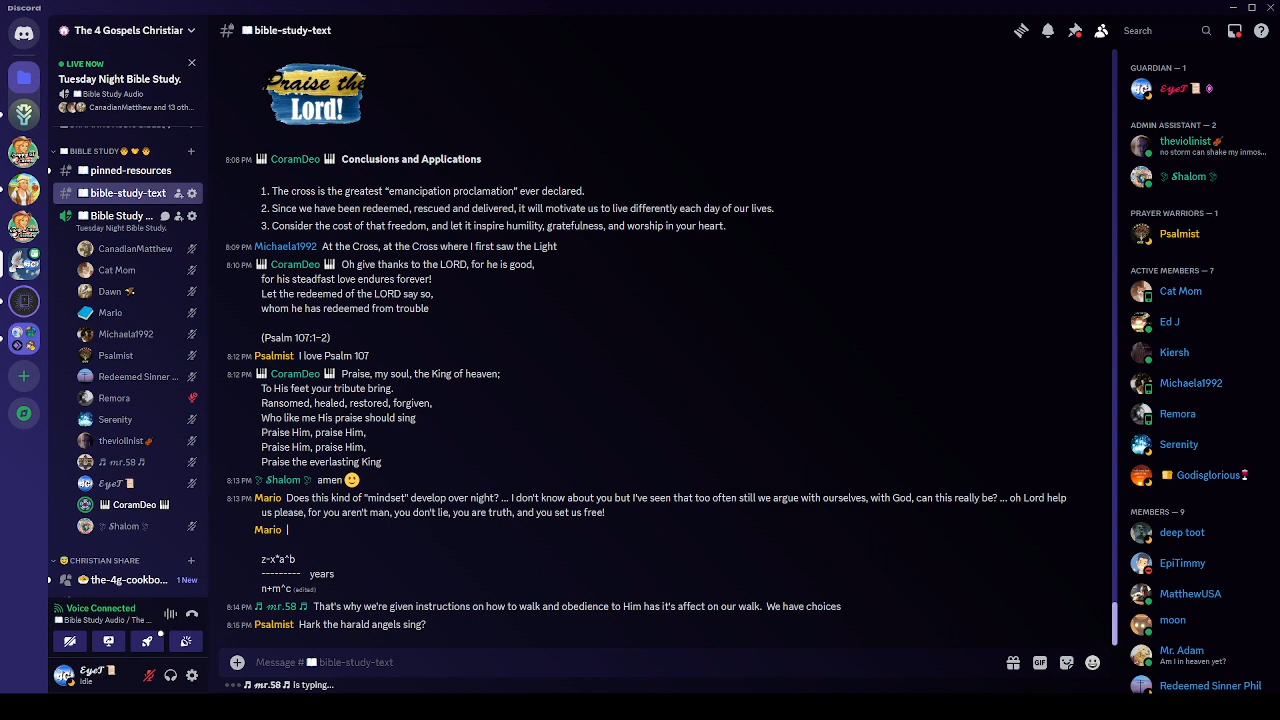 Discord
The 4 Gospels Christian
LIVE NOW
Tuesday Night Bible Study.
Bible Study Audio
CanadianMatthew and 13 oth...
BIBLE STUDY
pinned-resources
bible-study-text
Bible Study ...
Tuesday Night Bible Study.
CanadianMatthew
Cat Mom
Dawn
Mario
Michaela1992
Psalmist
Redeemed Sinner ...
Remora
Serenity
theviolinist
mr.58
EyeT
CoramDeo
Shalom
CHRISTIAN SHARE
the-4g-cookbo...
1 New
Voice Connected
Bible Study Audio / The ...
EyeT
Idle
bible-study-text
Search
Praise the
Lord!
8:08 PM CoramDeo Conclusions and Applications
1. The cross is the greatest “emancipation proclamation” ever declared.
2. Since we have been redeemed, rescued and delivered, it will motivate us to live differently each day of our lives.
3. Consider the cost of that freedom, and let it inspire humility, gratefulness, and worship in your heart.
8:09 PM Michaela1992 At the Cross, at the Cross where I first saw the Light
8:10 PM CoramDeo Oh give thanks to the LORD, for he is good,
for his steadfast love endures forever!
Let the redeemed of the LORD say so,
whom he has redeemed from trouble
(Psalm 107:1–2)
8:12 PM Psalmist I love Psalm 107
8:12 PM CoramDeo Praise, my soul, the King of heaven;
To His feet your tribute bring.
Ransomed, healed, restored, forgiven,
Who like me His praise should sing
Praise Him, praise Him,
Praise Him, praise Him,
Praise the everlasting King
8:13 PM Shalom amen
8:13 PM Mario Does this kind of "mindset" develop over night? ... I don't know about you but I've seen that too often still we argue with ourselves, with God, can this really be? ... oh Lord help
us please, for you aren't man, you don't lie, you are truth, and you set us free!
Mario |
z-x*a^b
-------- years
n+m^c (edited)
8:14 PM mr.58 That's why we're given instructions on how to walk and obedience to Him has it's affect on our walk. We have choices
8:15 PM Psalmist Hark the harald angels sing?
Message # bible-study-text
mr.58 is typing...
GUARDIAN — 1
EyeT
ADMIN ASSISTANT — 2
theviolinist
no storm can shake my inmos...
Shalom
PRAYER WARRIORS — 1
Psalmist
ACTIVE MEMBERS — 7
Cat Mom
Ed J
Kiersh
Michaela1992
Remora
Serenity
Godisglorious
MEMBERS — 9
deep toot
EpiTimmy
MatthewUSA
moon
Mr. Adam
Am I in heaven yet?
Redeemed Sinner Phil